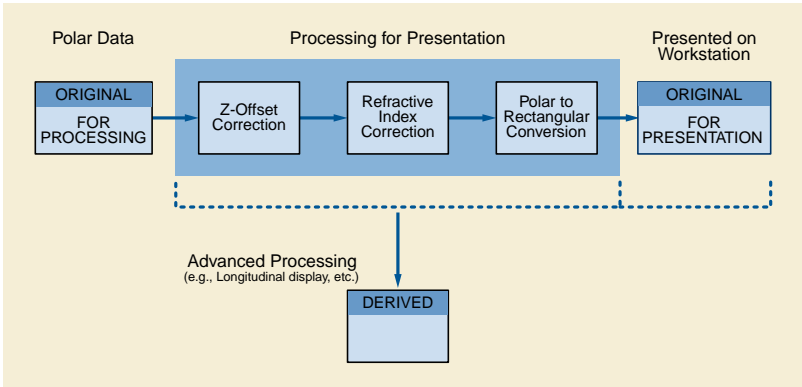 Polar Data
Processing for Presentation
Presented on
Workstation
ORIGINAL
FOR
PROCESSING
Z-Offset
Correction
Refractive
Index
Correction
Polar to
Rectangular
Conversion
ORIGINAL
FOR
PRESENTATION
Advanced Processing
(e.g., Longitudinal display, etc.)
DERIVED